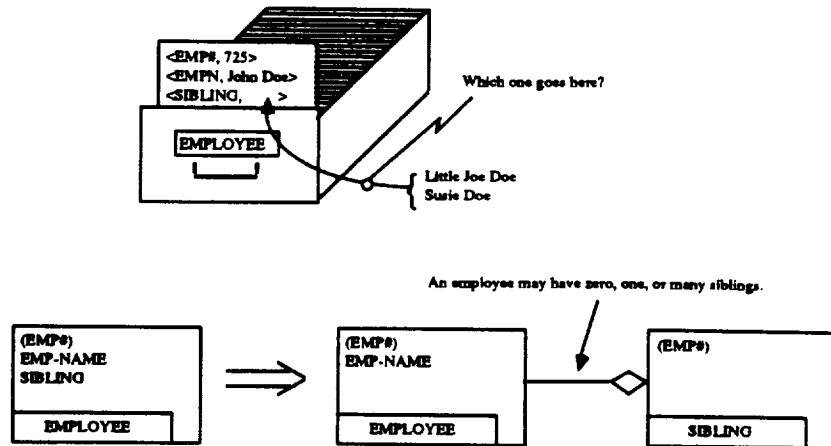 <EMP#, 725>
<EMPN, John Doe>
<SIBLING, >
EMPLOYEE
Which one goes here?
Little Joe Doe
Susie Doe
An employee may have zero, one, or many siblings.
(EMP#)
EMP-NAME
SIBLING
EMPLOYEE
(EMP#)
EMP-NAME
EMPLOYEE
(EMP#)
SIBLING